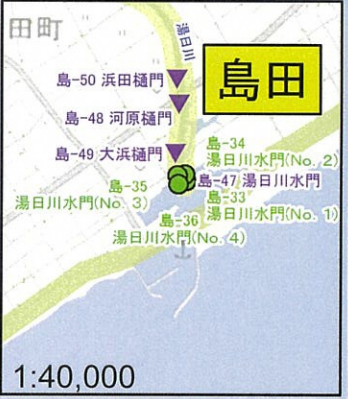 田町
湯日川
島田
島-50 浜田樋門
島-48 河原樋門
島-49 大浜樋門
島-34
湯日川水門(No. 2)
島-47 湯日川水門
島-35
湯日川水門(No. 3)
島-33
湯日川水門(No. 1)
島-36
湯日川水門(No. 4)
1:40,000